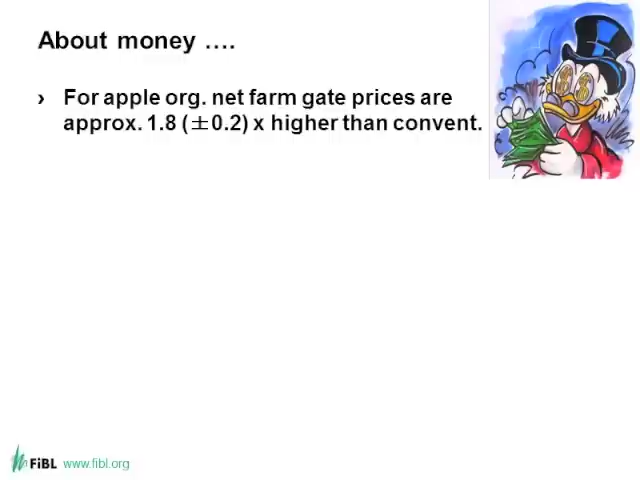 About money ….
› For apple org. net farm gate prices are
approx. 1.8 (±0.2) x higher than convent.
FiBL www.fibl.org